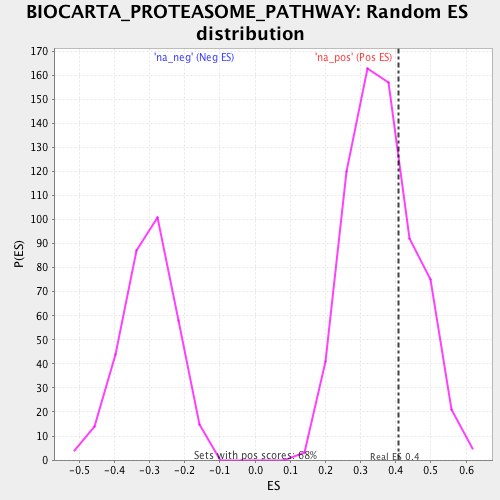 BIOCARTA_PROTEASOME_PATHWAY: Random ES
distribution
'na_neg' (Neg ES)
'na_pos' (Pos ES)
170
160
150
140
130
120
110
100
90
80
70
60
50
40
30
20
10
0
P(ES)
Sets with pos scores: 68%
Real ES 0.4
-0.5 -0.4 -0.3 -0.2 -0.1 0.0 0.1 0.2 0.3 0.4 0.5 0.6
ES